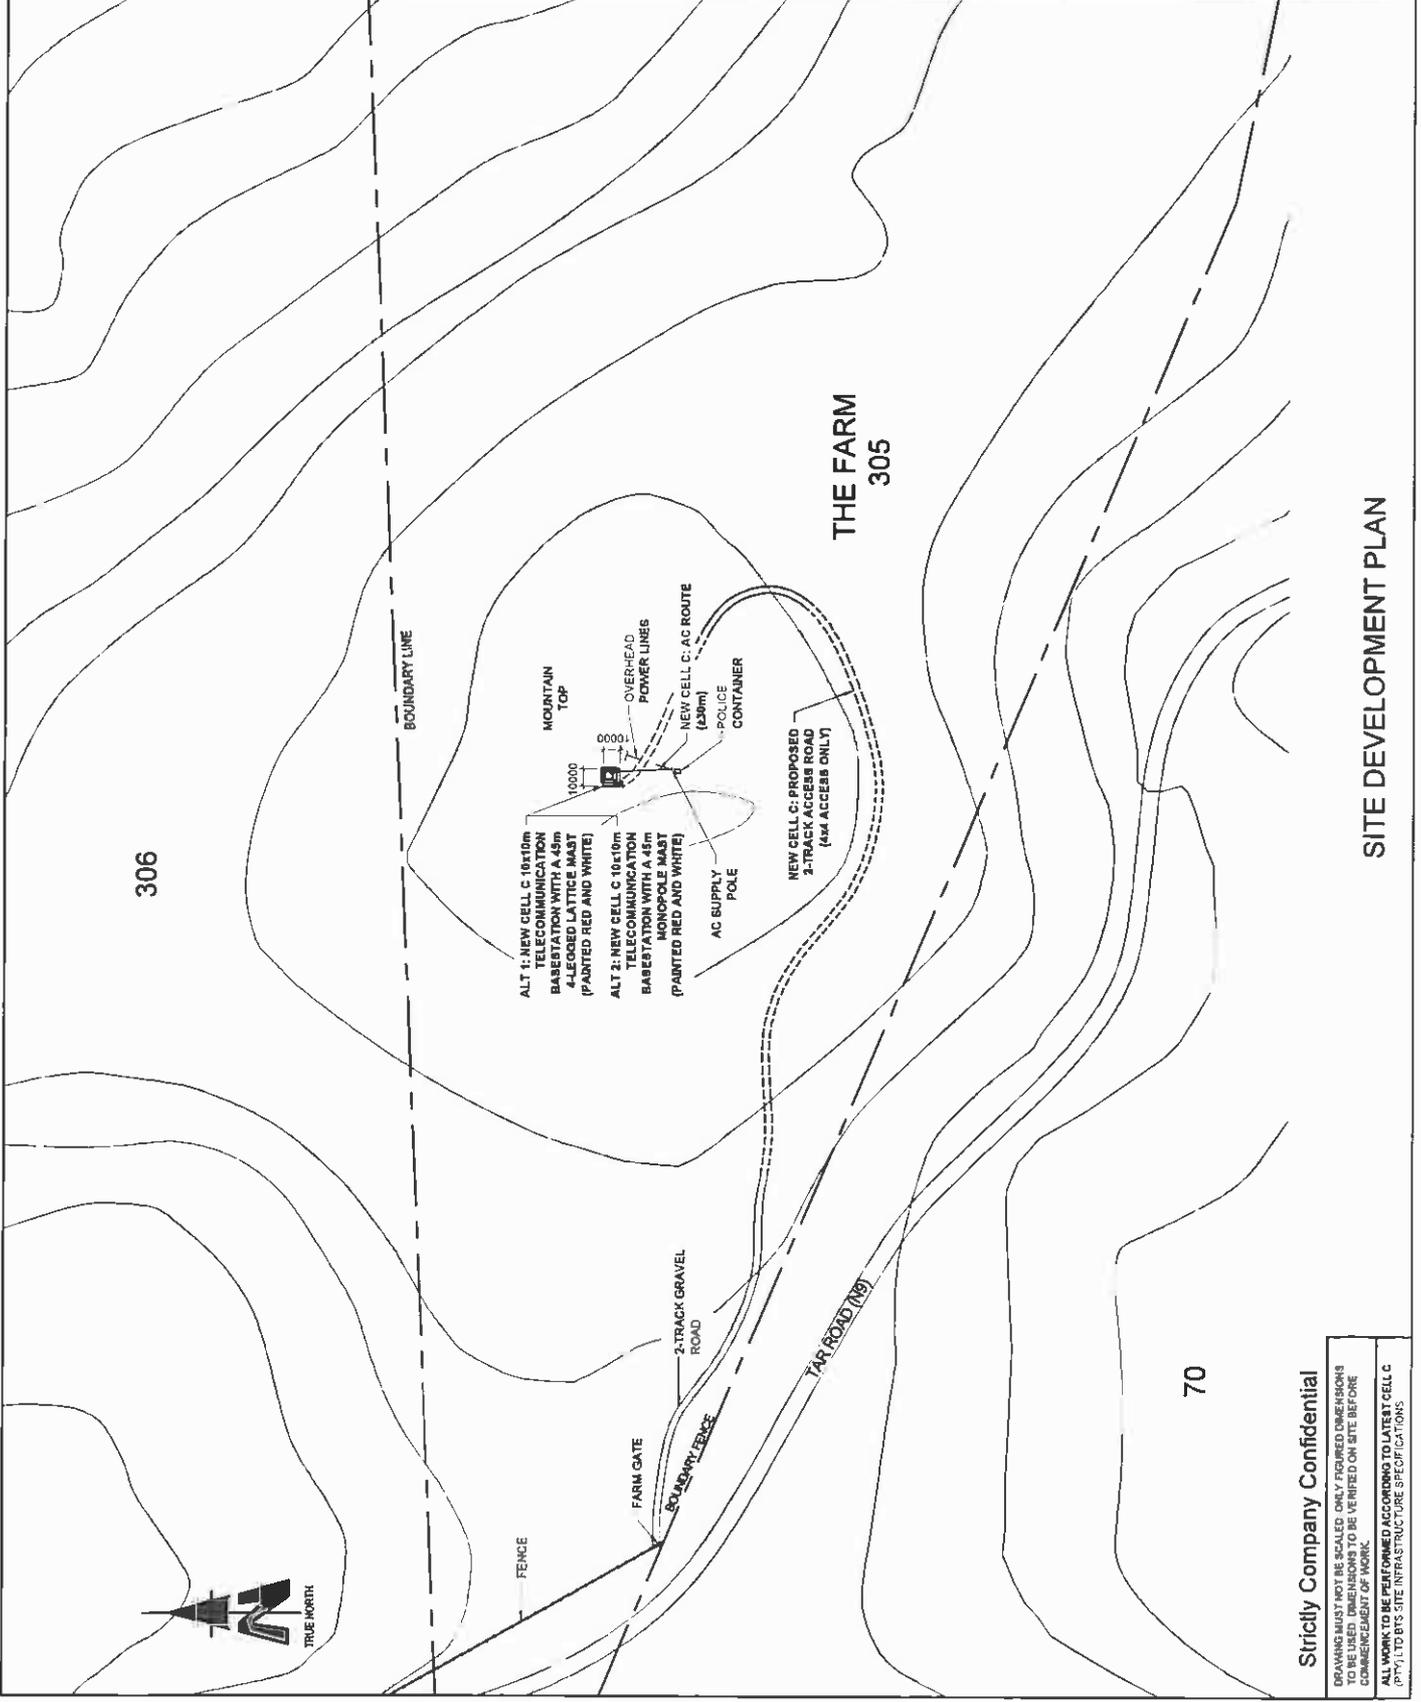 306
BOUNDARY LINE
MOUNTAIN
TOP
OVERHEAD
POWER LINES
10000
10000
NEW CELL C: AC ROUTE
(±30m)
POLICE
CONTAINER
ALT 1: NEW CELL C 10x10m
TELECOMMUNICATION
BASESTATION WITH A 45m
4-LEGGED LATTICE MAST
(PAINTED RED AND WHITE)
ALT 2: NEW CELL C 10x10m
TELECOMMUNICATION
BASESTATION WITH A 45m
MONOPOLE MAST
(PAINTED RED AND WHITE)
AC SUPPLY
POLE
NEW CELL C: PROPOSED
2-TRACK ACCESS ROAD
(4x4 ACCESS ONLY)
THE FARM
305
TRUE NORTH
FENCE
FARM GATE
BOUNDARY FENCE
2-TRACK GRAVEL
ROAD
TAR ROAD (N9)
70
Strictly Company Confidential
DRAWING MUST NOT BE SCALED ONLY FIGURED DIMENSIONS
TO BE USED. DIMENSIONS TO BE VERIFIED ON SITE BEFORE
COMMENCEMENT OF WORK.
ALL WORK TO BE PERFORMED ACCORDING TO LATEST CELL C
(PTY) LTD BTS SITE INFRASTRUCTURE SPECIFICATIONS
SITE DEVELOPMENT PLAN